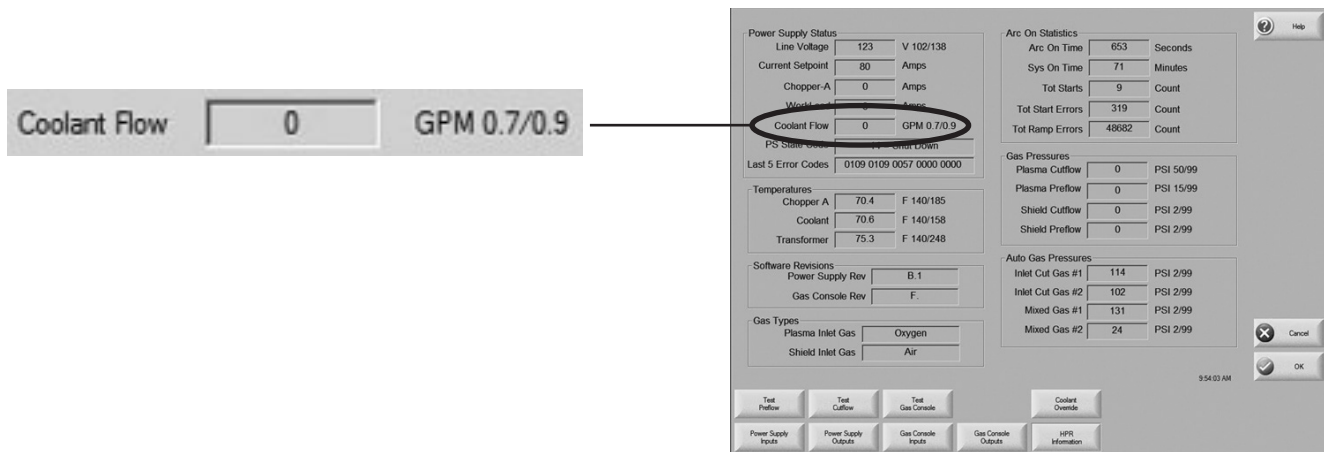 Coolant Flow 0 GPM 0.7/0.9
Power Supply Status
Line Voltage 123 V 102/138
Current Setpoint 80 Amps
Chopper-A 0 Amps
Amps
Coolant Flow 0 GPM 0.7/0.9
PS State Shut Down
Last 5 Error Codes 0109 0109 0057 0000 0000
Temperatures
Chopper A 70.4 F 140/185
Coolant 70.6 F 140/158
Transformer 75.3 F 140/248
Software Revisions
Power Supply Rev B.1
Gas Console Rev F.
Gas Types
Plasma Inlet Gas Oxygen
Shield Inlet Gas Air
Arc On Statistics
Arc On Time 653 Seconds
Sys On Time 71 Minutes
Tot Starts 9 Count
Tot Start Errors 319 Count
Tot Ramp Errors 48682 Count
Gas Pressures
Plasma Cutflow 0 PSI 50/99
Plasma Preflow 0 PSI 15/99
Shield Cutflow 0 PSI 2/99
Shield Preflow 0 PSI 2/99
Auto Gas Pressures
Inlet Cut Gas #1 114 PSI 2/99
Inlet Cut Gas #2 102 PSI 2/99
Mixed Gas #1 131 PSI 2/99
Mixed Gas #2 24 PSI 2/99
Help
Cancel
OK
9:54:03 AM
Test
Preflow
Test
Cutflow
Test
Gas Console
Coolant
Override
Power Supply
Inputs
Power Supply
Outputs
Gas Console
Inputs
Gas Console
Outputs
HPR
Information